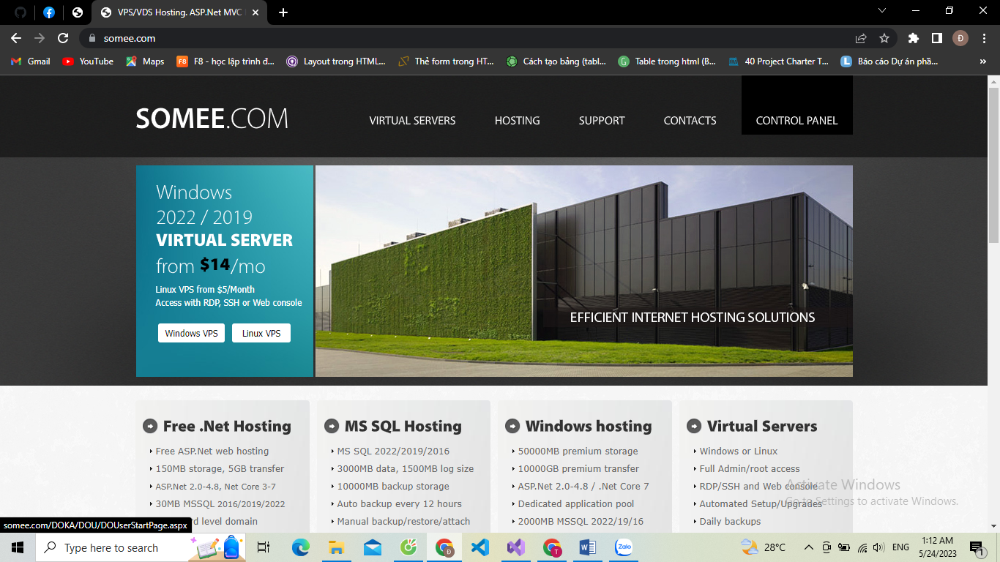 VPS/VDS Hosting. ASP.Net MVC
somee.com
Gmail
YouTube
Maps
F8 - học lập trình đ...
Layout trong HTML...
Thẻ form trong HT...
Cách tạo bảng (tabl...
Table trong html (B...
40 Project Charter T...
Báo cáo Dự án phầ...
»
SOMEE.COM
VIRTUAL SERVERS
HOSTING
SUPPORT
CONTACTS
CONTROL PANEL
Windows
2022 / 2019
VIRTUAL SERVER
from $14/mo
Linux VPS from $5/Month
Access with RDP, SSH or Web console
Windows VPS
Linux VPS
EFFICIENT INTERNET HOSTING SOLUTIONS
Free .Net Hosting
Free ASP.Net web hosting
150MB storage, 5GB transfer
ASP.Net 2.0-4.8, Net Core 3-7
30MB MSSQL 2016/2019/2022
level domain
MS SQL Hosting
MS SQL 2022/2019/2016
3000MB data, 1500MB log size
10000MB backup storage
Auto backup every 12 hours
Manual backup/restore/attach
Windows hosting
50000MB premium storage
10000GB premium transfer
ASP.Net 2.0-4.8 / .Net Core 7
Dedicated application pool
2000MB MSSQL 2022/19/16
Virtual Servers
Windows or Linux
Full Admin/root access
RDP/SSH and Web console
Automated Setup/Upgrades
Daily backups
Activate Windows
Go to Settings to activate Windows.
somee.com/DOKA/DOU/DOUserStartPage.aspx
Type here to search
Zalo
28°C
ENG
1:12 AM
5/24/2023
1